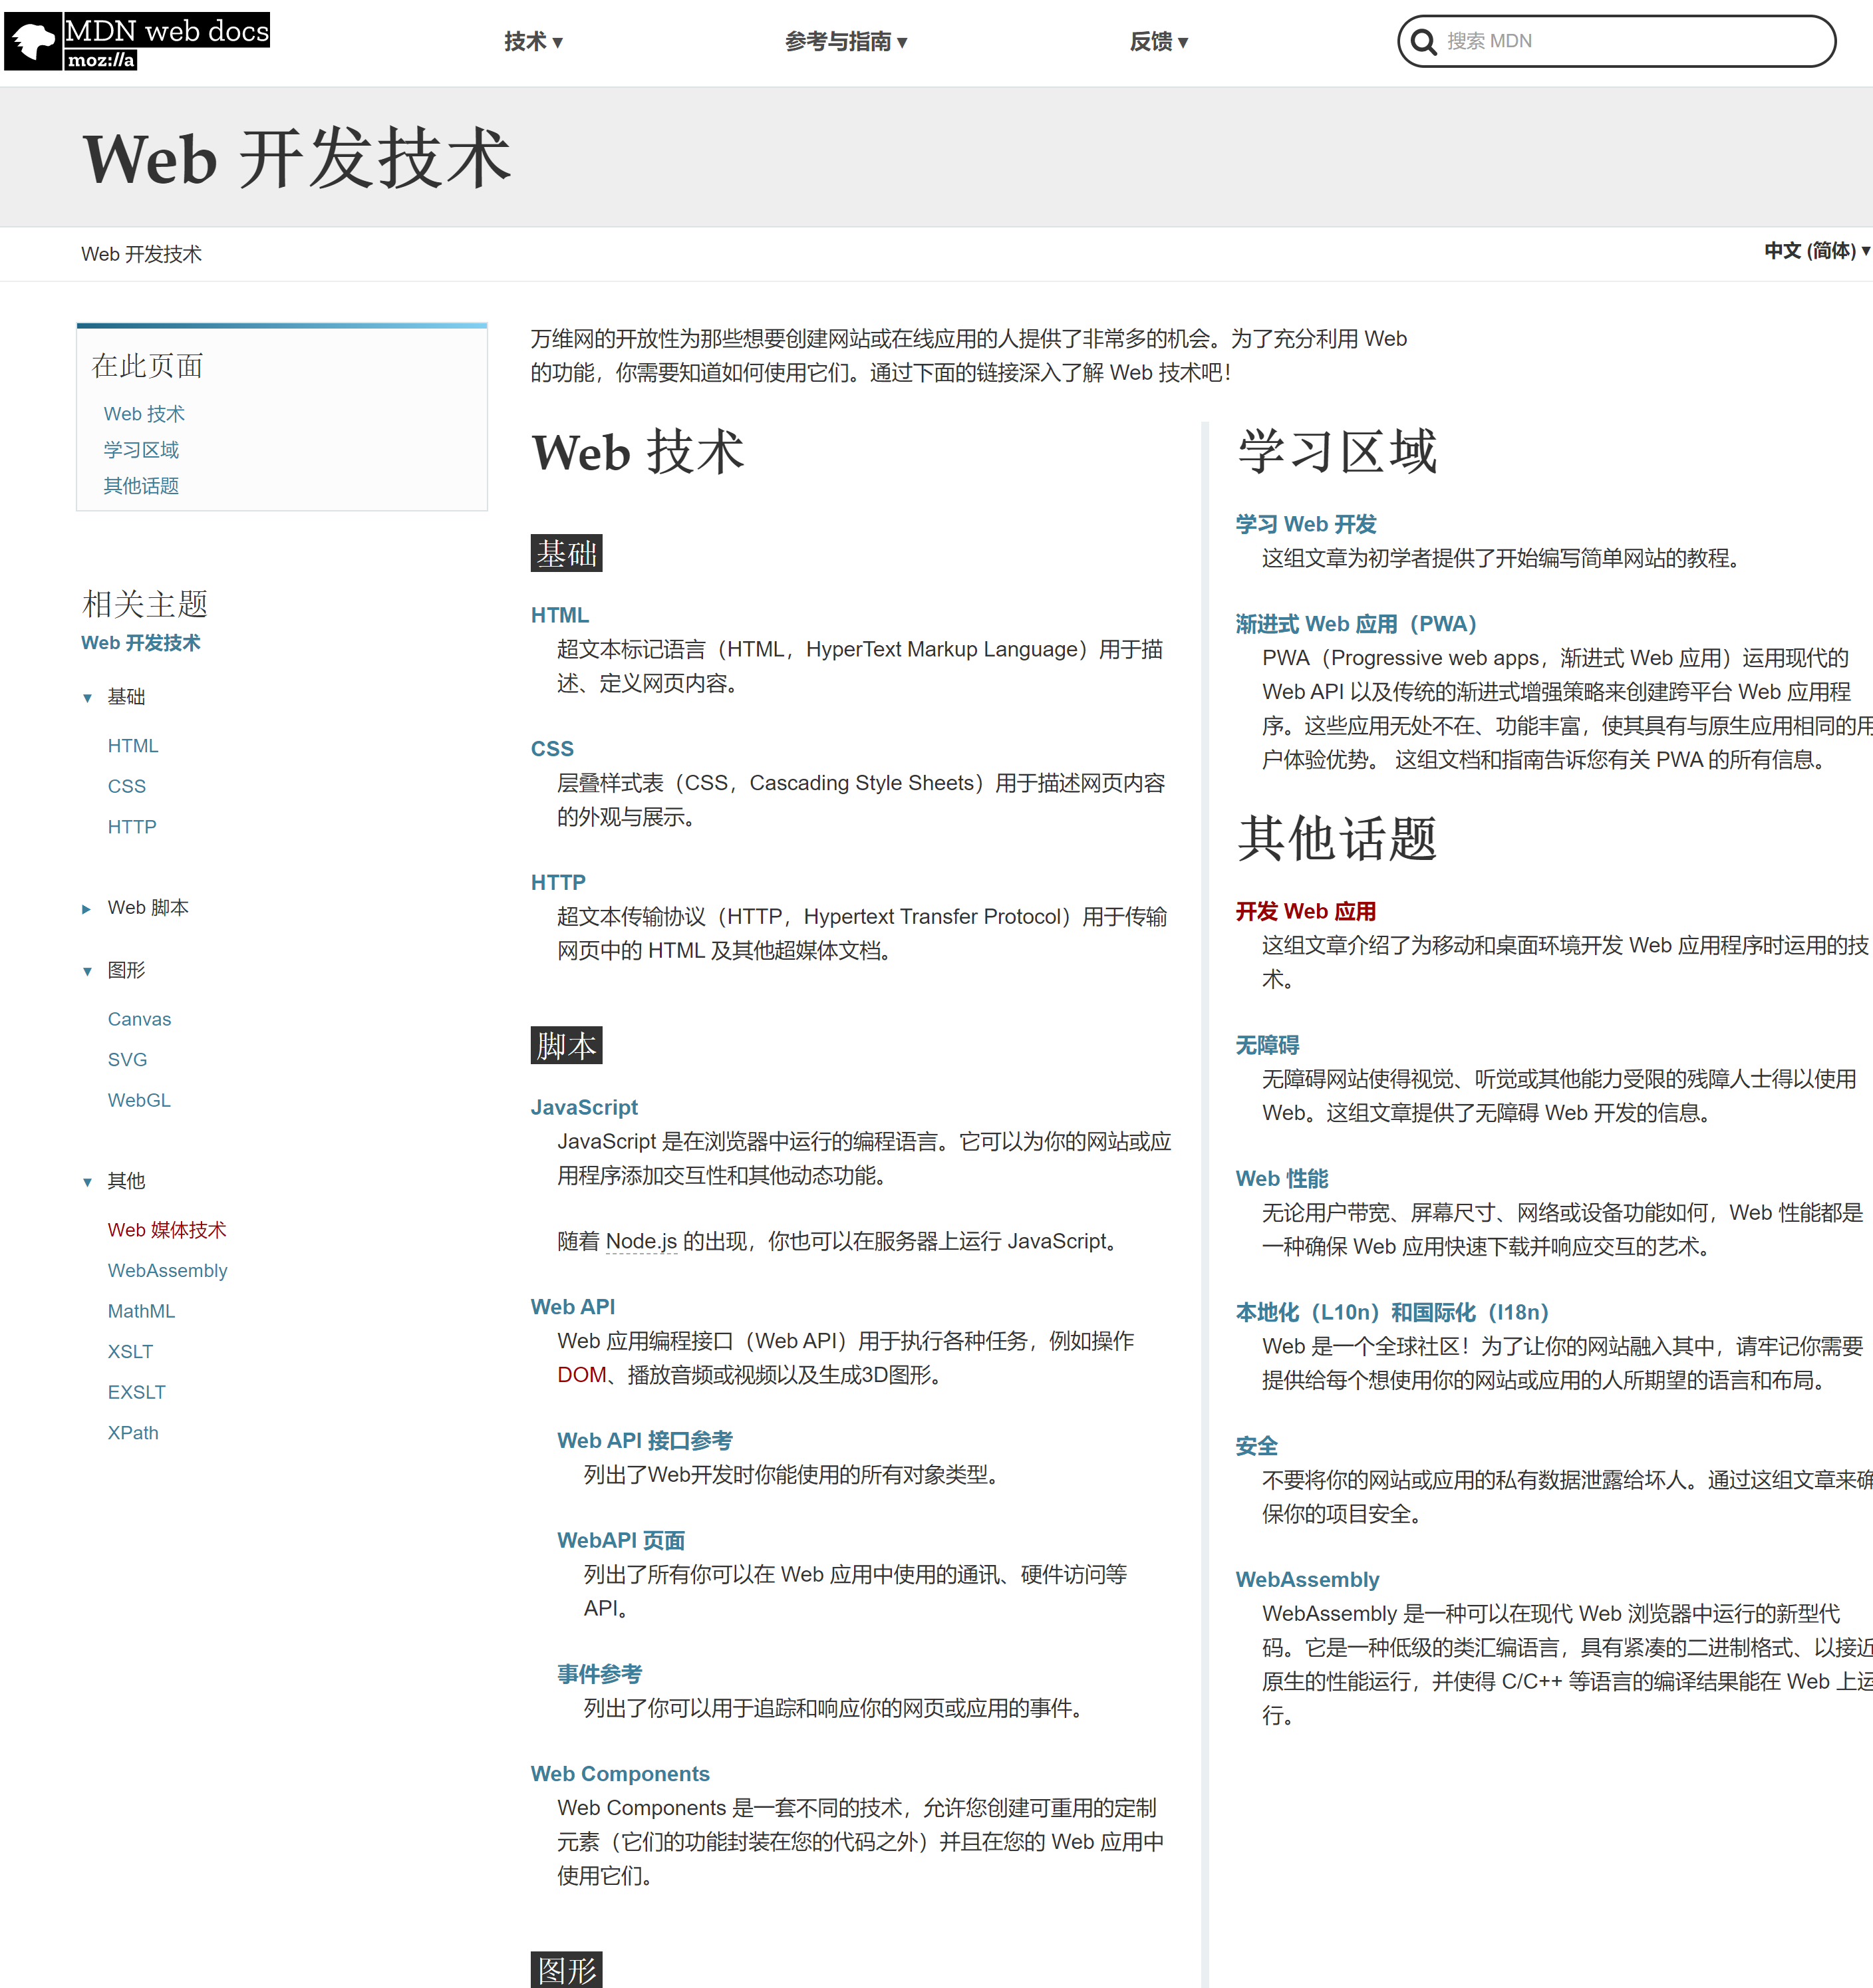 MDN web docs
moz://a
技术 ▾
参考与指南 ▾
反馈 ▾
搜索 MDN
Web 开发技术
Web 开发技术
中文 (简体) ▾
在此页面
Web 技术
学习区域
其他话题
相关主题
Web 开发技术
▾ 基础
HTML
CSS
HTTP
▸ Web 脚本
▾ 图形
Canvas
SVG
WebGL
▾ 其他
Web 媒体技术
WebAssembly
MathML
XSLT
EXSLT
XPath
万维网的开放性为那些想要创建网站或在线应用的人提供了非常多的机会。为了充分利用 Web
的功能，你需要知道如何使用它们。通过下面的链接深入了解 Web 技术吧！
Web 技术
基础
HTML
超文本标记语言（HTML，HyperText Markup Language）用于描
述、定义网页内容。
CSS
层叠样式表（CSS，Cascading Style Sheets）用于描述网页内容
的外观与展示。
HTTP
超文本传输协议（HTTP，Hypertext Transfer Protocol）用于传输
网页中的 HTML 及其他超媒体文档。
脚本
JavaScript
JavaScript 是在浏览器中运行的编程语言。它可以为你的网站或应
用程序添加交互性和其他动态功能。
随着 Node.js 的出现，你也可以在服务器上运行 JavaScript。
Web API
Web 应用编程接口（Web API）用于执行各种任务，例如操作
DOM、播放音频或视频以及生成3D图形。
Web API 接口参考
列出了Web开发时你能使用的所有对象类型。
WebAPI 页面
列出了所有你可以在 Web 应用中使用的通讯、硬件访问等
API。
事件参考
列出了你可以用于追踪和响应你的网页或应用的事件。
Web Components
Web Components 是一套不同的技术，允许您创建可重用的定制
元素（它们的功能封装在您的代码之外）并且在您的 Web 应用中
使用它们。
图形
学习区域
学习 Web 开发
这组文章为初学者提供了开始编写简单网站的教程。
渐进式 Web 应用（PWA）
PWA（Progressive web apps，渐进式 Web 应用）运用现代的
Web API 以及传统的渐进式增强策略来创建跨平台 Web 应用程
序。这些应用无处不在、功能丰富，使其具有与原生应用相同的用
户体验优势。 这组文档和指南告诉您有关 PWA 的所有信息。
其他话题
开发 Web 应用
这组文章介绍了为移动和桌面环境开发 Web 应用程序时运用的技
术。
无障碍
无障碍网站使得视觉、听觉或其他能力受限的残障人士得以使用
Web。这组文章提供了无障碍 Web 开发的信息。
Web 性能
无论用户带宽、屏幕尺寸、网络或设备功能如何，Web 性能都是
一种确保 Web 应用快速下载并响应交互的艺术。
本地化（L10n）和国际化（I18n）
Web 是一个全球社区！为了让你的网站融入其中，请牢记你需要
提供给每个想使用你的网站或应用的人所期望的语言和布局。
安全
不要将你的网站或应用的私有数据泄露给坏人。通过这组文章来确
保你的项目安全。
WebAssembly
WebAssembly 是一种可以在现代 Web 浏览器中运行的新型代
码。它是一种低级的类汇编语言，具有紧凑的二进制格式、以接近
原生的性能运行，并使得 C/C++ 等语言的编译结果能在 Web 上运
行。